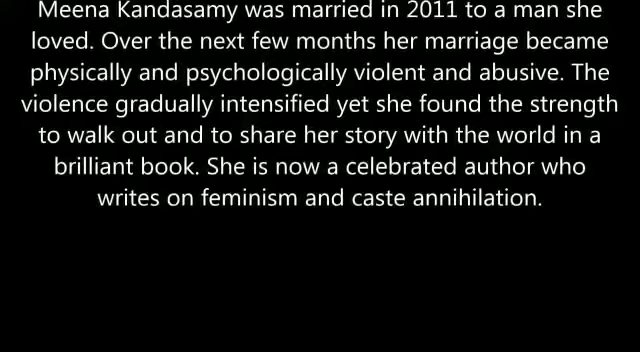 Meena Kandasamy was married in 2011 to a man she
loved. Over the next few months her marriage became
physically and psychologically violent and abusive. The
violence gradually intensified yet she found the strength
to walk out and to share her story with the world in a
brilliant book. She is now a celebrated author who
writes on feminism and caste annihilation.